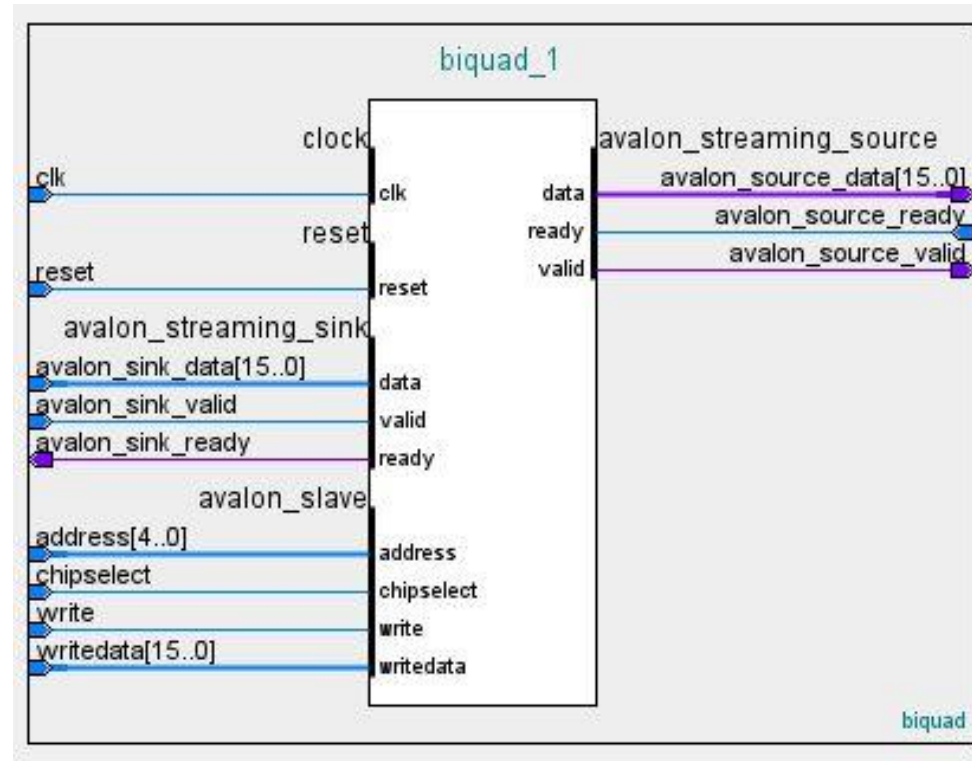 biquad_1
clock
clk
clk
reset
reset
reset
avalon_streaming_sink
avalon_sink_data[15..0]
data
avalon_sink_valid
valid
avalon_sink_ready
ready
avalon_slave
address[4..0]
address
chipselect
chipselect
write
write
writedata[15..0]
writedata
avalon_streaming_source
data
avalon_source_data[15..0]
ready
avalon_source_ready
valid
avalon_source_valid
biquad